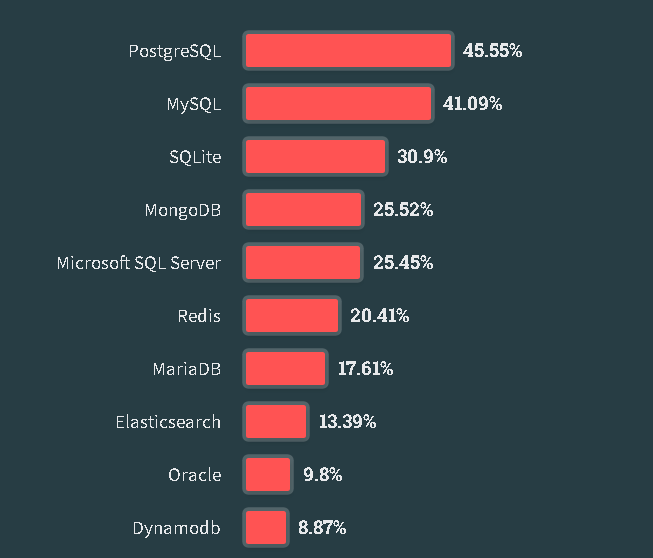 PostgreSQL 45.55%
MySQL 41.09%
SQLite 30.9%
MongoDB 25.52%
Microsoft SQL Server 25.45%
Redis 20.41%
MariaDB 17.61%
Elasticsearch 13.39%
Oracle 9.8%
Dynamodb 8.87%